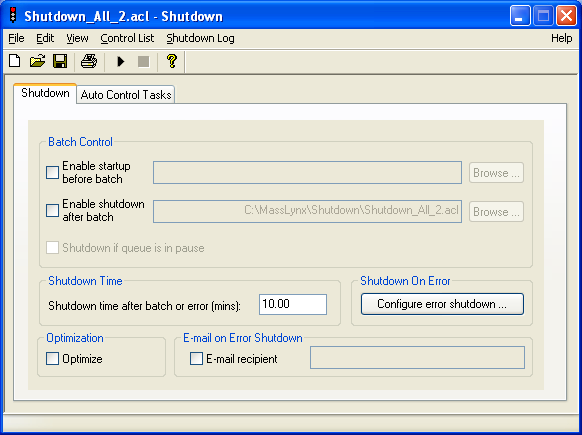 Shutdown_All_2.acl - Shutdown
File Edit View Control List Shutdown Log Help
Shutdown Auto Control Tasks
Batch Control
Enable startup
before batch
Browse ...
Enable shutdown
after batch
C:\MassLynx\Shutdown\Shutdown_All_2.acl
Browse ...
Shutdown if queue is in pause
Shutdown Time
Shutdown time after batch or error (mins): 10.00
Shutdown On Error
Configure error shutdown ...
Optimization
Optimize
E-mail on Error Shutdown
E-mail recipient